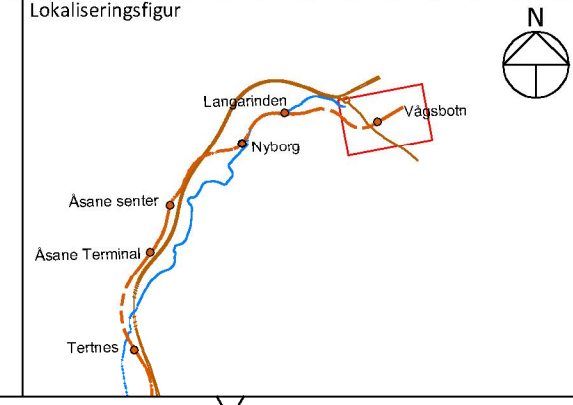 Lokaliseringsfigur
N
Langarinden
Vågsbotn
Nyborg
Åsane senter
Åsane Terminal
Tertnes